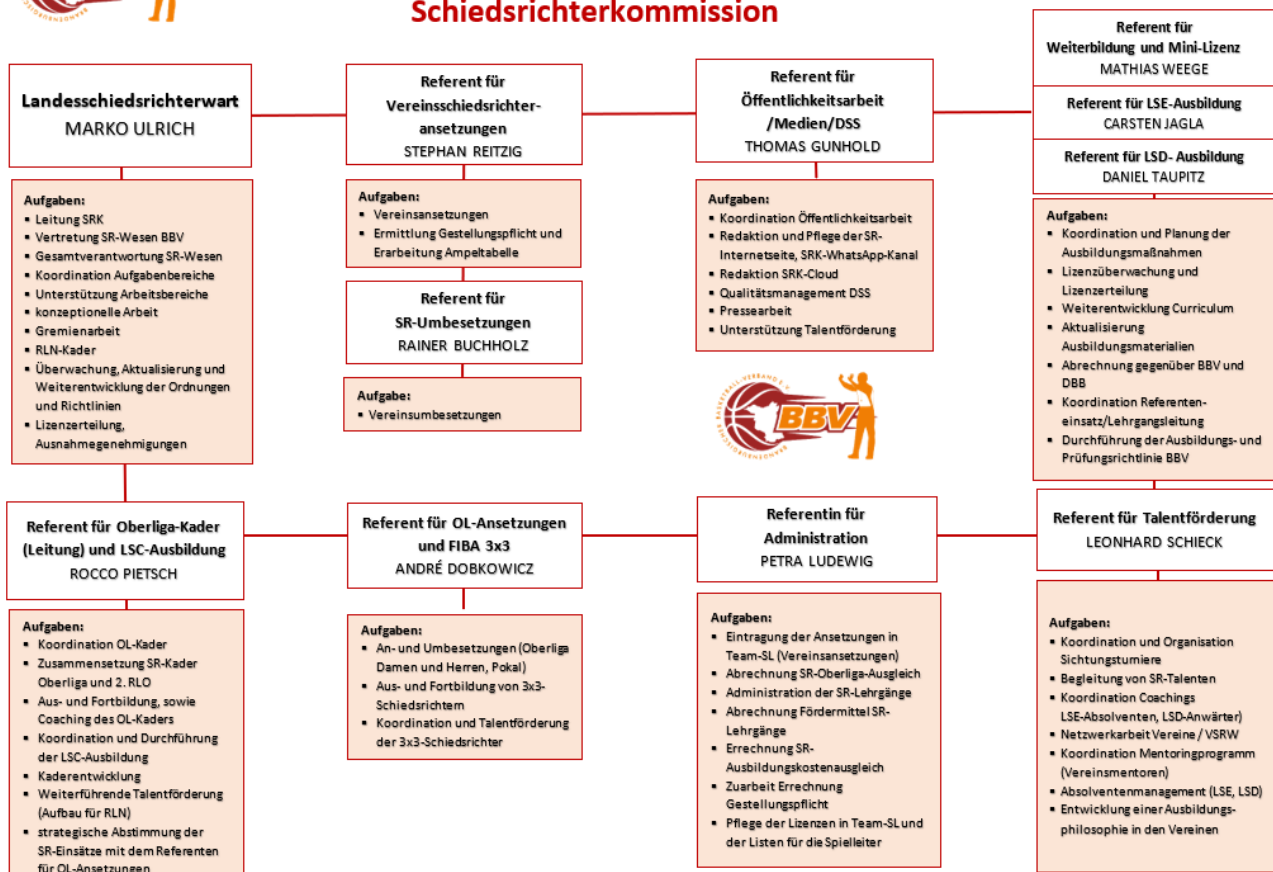 Schiedsrichterkommission
Landesschiedsrichterwart
MARKO ULRICH
Aufgaben:
▪ Leitung SRK
▪ Vertretung SR-Wesen BBV
▪ Gesamtverantwortung SR-Wesen
▪ Koordination Aufgabenbereiche
▪ Unterstützung Arbeitsbereiche
▪ konzeptionelle Arbeit
▪ Gremienarbeit
▪ RLN-Kader
▪ Überwachung, Aktualisierung und
Weiterentwicklung der Ordnungen
und Richtlinien
▪ Lizenzerteilung,
Ausnahmegenehmigungen
Referent für
Vereinsschiedsrichter-
ansetzungen
STEPHAN REITZIG
Aufgaben:
▪ Vereinsansetzungen
▪ Ermittlung Gestellungspflicht und
Erarbeitung Ampeltabelle
Referent für
SR-Umbesetzungen
RAINER BUCHHOLZ
Aufgabe:
▪ Vereinsumbesetzungen
Referent für
Öffentlichkeitsarbeit
/Medien/DSS
THOMAS GUNHOLD
Aufgaben:
▪ Koordination Öffentlichkeitsarbeit
▪ Redaktion und Pflege der SR-
Internetseite, SRK-WhatsApp-Kanal
▪ Redaktion SRK-Cloud
▪ Qualitätsmanagement DSS
▪ Pressearbeit
▪ Unterstützung Talentförderung
BRANDENBURGISCHER BASKETBALL-VERBAND E.V.
BBV
Referent für
Weiterbildung und Mini-Lizenz
MATHIAS WEEGE
Referent für LSE-Ausbildung
CARSTEN JAGLA
Referent für LSD- Ausbildung
DANIEL TAUPITZ
Aufgaben:
▪ Koordination und Planung der
Ausbildungsmaßnahmen
▪ Lizenzüberwachung und
Lizenzerteilung
▪ Weiterentwicklung Curriculum
▪ Aktualisierung
Ausbildungsmaterialien
▪ Abrechnung gegenüber BBV und
DBB
▪ Koordination Referenten-
einsatz/Lehrgangsleitung
▪ Durchführung der Ausbildungs- und
Prüfungsrichtlinie BBV
Referent für Oberliga-Kader
(Leitung) und LSC-Ausbildung
ROCCO PIETSCH
Aufgaben:
▪ Koordination OL-Kader
▪ Zusammensetzung SR-Kader
Oberliga und 2. RLO
▪ Aus- und Fortbildung, sowie
Coaching des OL-Kaders
▪ Koordination und Durchführung
der LSC-Ausbildung
▪ Kaderentwicklung
▪ Weiterführende Talentförderung
(Aufbau für RLN)
▪ strategische Abstimmung der
SR-Einsätze mit dem Referenten
für OL-Ansetzungen
Referent für OL-Ansetzungen
und FIBA 3x3
ANDRÉ DOBKOWICZ
Aufgaben:
▪ An- und Umbesetzungen (Oberliga
Damen und Herren, Pokal)
▪ Aus- und Fortbildung von 3x3-
Schiedsrichtern
▪ Koordination und Talentförderung
der 3x3-Schiedsrichter
Referentin für
Administration
PETRA LUDEWIG
Aufgaben:
▪ Eintragung der Ansetzungen in
Team-SL (Vereinsansetzungen)
▪ Abrechnung SR-Oberliga-Ausgleich
▪ Administration der SR-Lehrgänge
▪ Abrechnung Fördermittel SR-
Lehrgänge
▪ Errechnung SR-
Ausbildungskostenausgleich
▪ Zuarbeit Errechnung
Gestellungspflicht
▪ Pflege der Lizenzen in Team-SL und
der Listen für die Spielleiter
Referent für Talentförderung
LEONHARD SCHIECK
Aufgaben:
▪ Koordination und Organisation
Sichtungsturniere
▪ Begleitung von SR-Talenten
▪ Koordination Coachings
LSE-Absolventen, LSD-Anwärter)
▪ Netzwerkarbeit Vereine / VSRW
▪ Koordination Mentoringprogramm
(Vereinsmentoren)
▪ Absolventenmanagement (LSE, LSD)
▪ Entwicklung einer Ausbildungs-
philosophie in den Vereinen